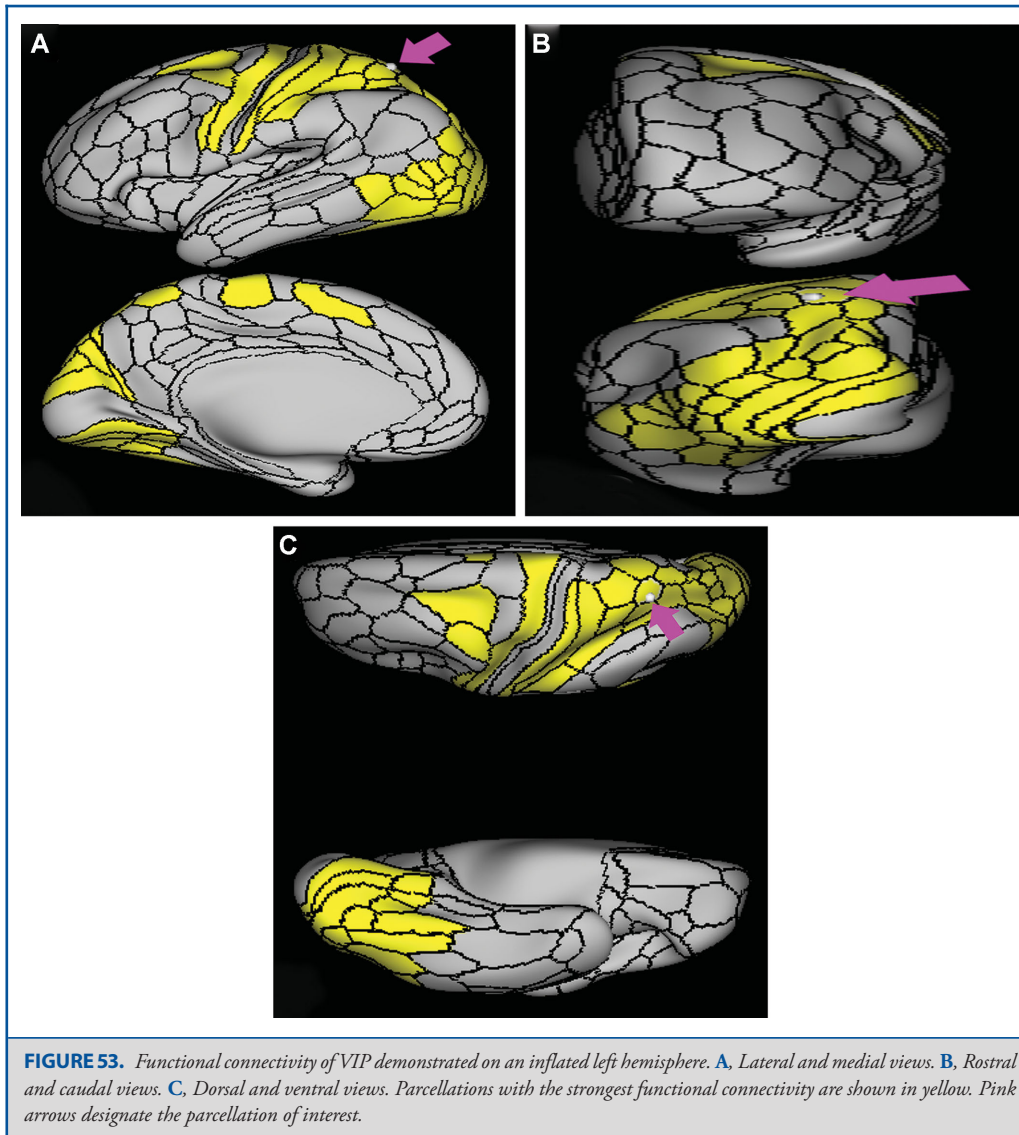 A
B
C
FIGURE 53. Functional connectivity of VIP demonstrated on an inflated left hemisphere. A, Lateral and medial views. B, Rostral
and caudal views. C, Dorsal and ventral views. Parcellations with the strongest functional connectivity are shown in yellow. Pink
arrows designate the parcellation of interest.